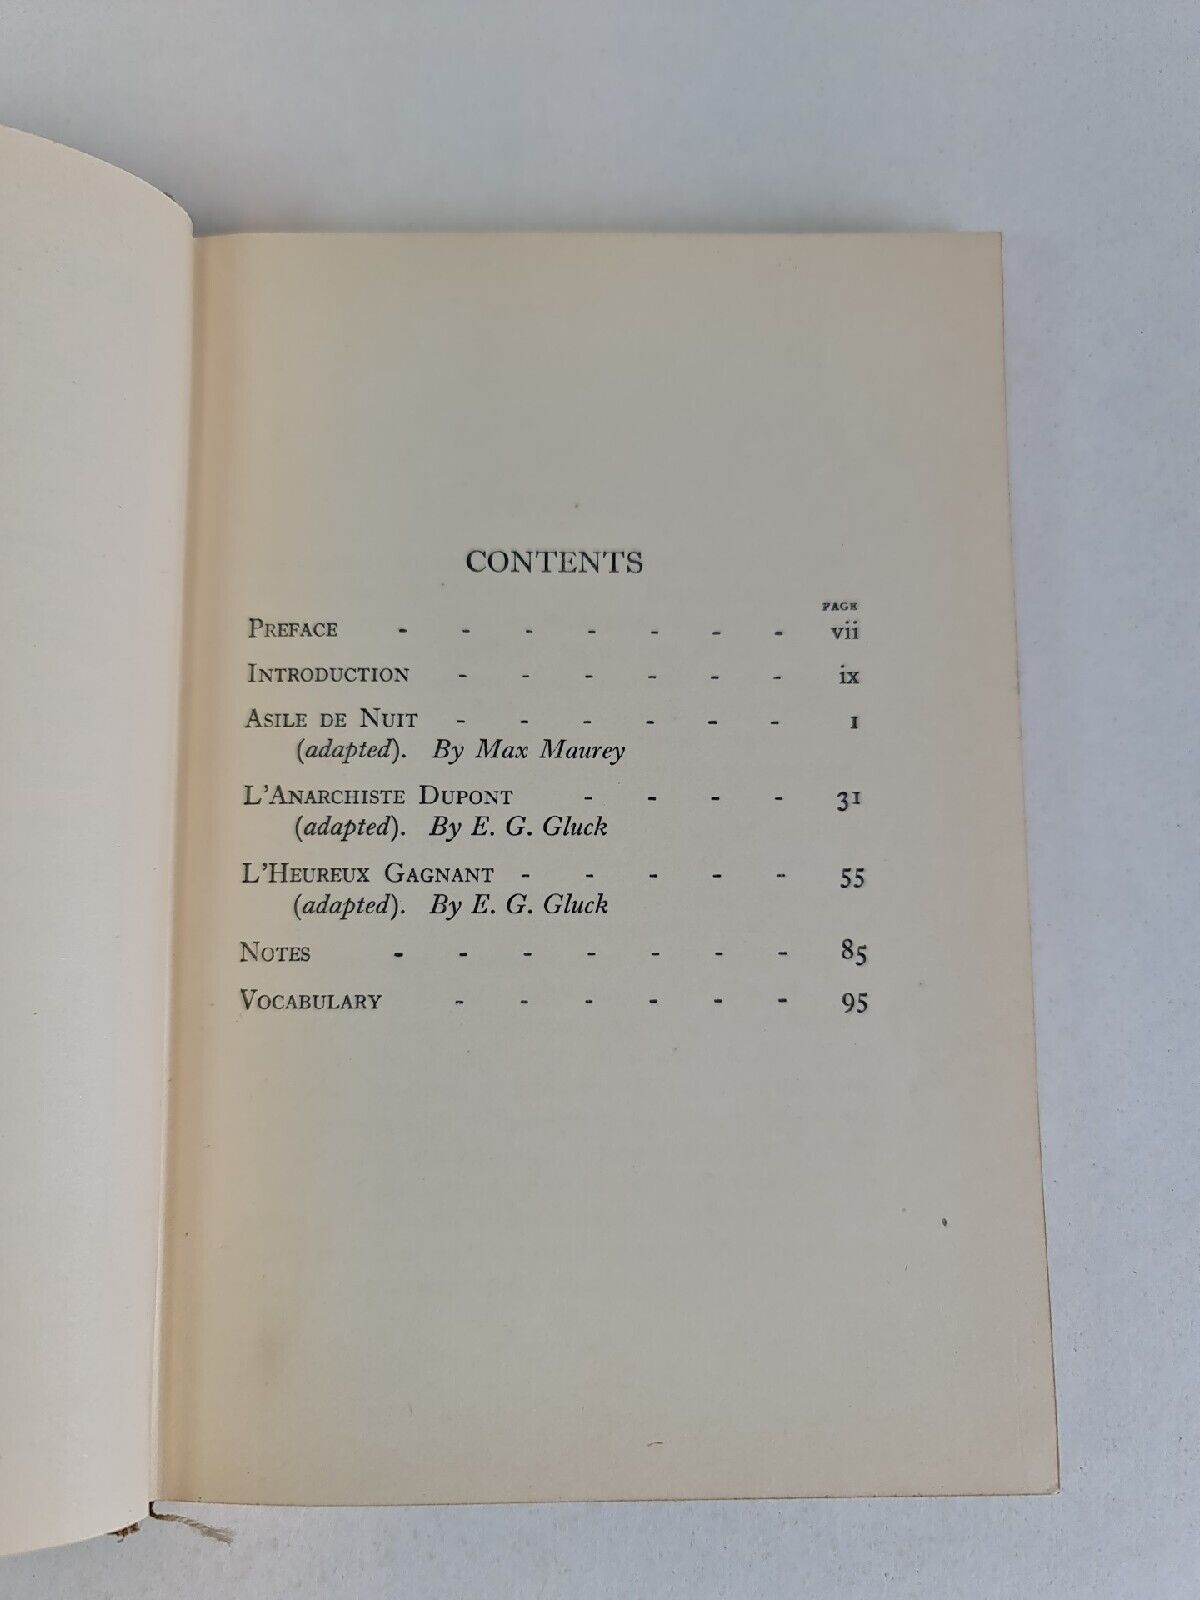 CONTENTS
PAGE
PREFACE - - - - - - - vii
INTRODUCTION - - - - - - ix
ASILE DE NUIT - - - - - - 1
(adapted). By Max Maurey
L'ANARCHISTE DUPONT - - - - 31
(adapted). By E. G. Gluck
L'HEUREUX GAGNANT - - - - - 55
(adapted). By E. G. Gluck
NOTES - - - - - - - 85
VOCABULARY - - - - - - 95